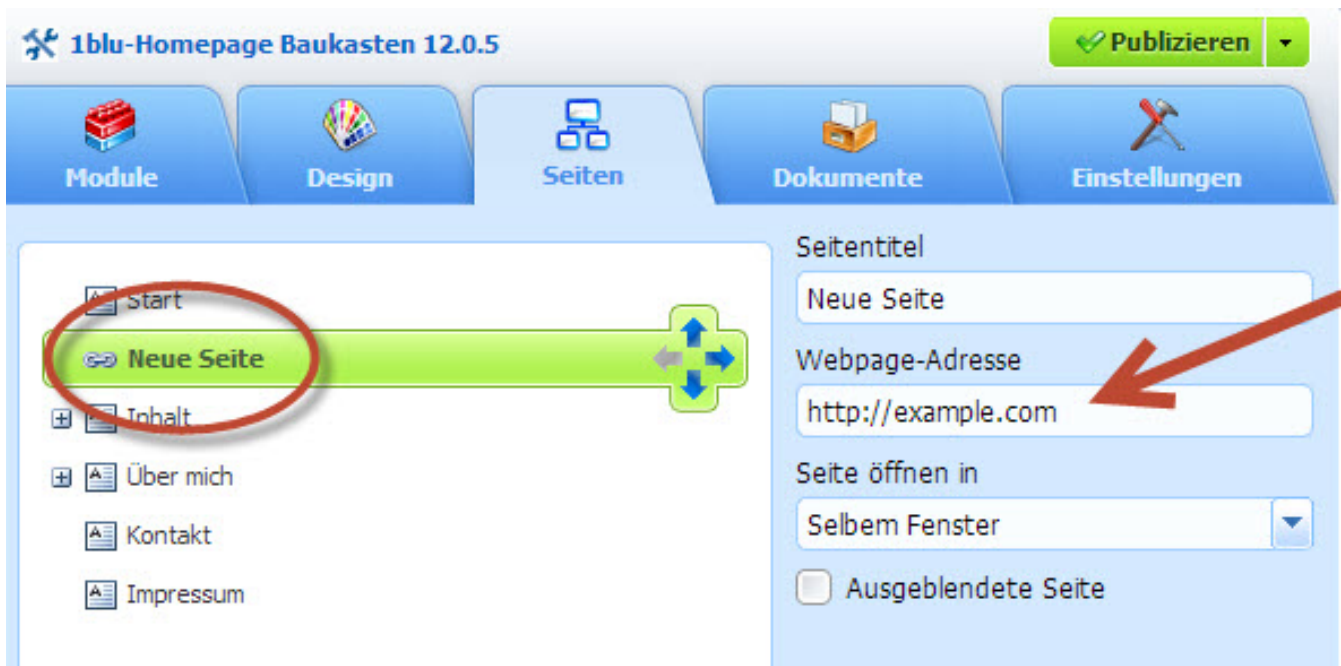 1blu-Homepage Baukasten 12.0.5
Publizieren
Module
Design
Seiten
Dokumente
Einstellungen
Start
Neue Seite
Inhalt
Über mich
Kontakt
Impressum
Seitentitel
Neue Seite
Webpage-Adresse
http://example.com
Seite öffnen in
Selbem Fenster
Ausgeblendete Seite